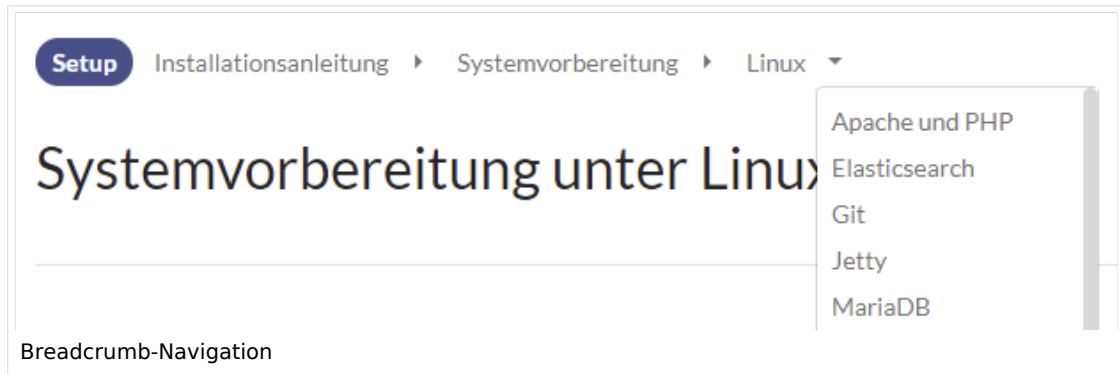 Setup Installationsanleitung Systemvorbereitung Linux
Apache und PHP
Systemvorbereitung unter Linux
Elasticsearch
Git
Jetty
MariaDB
Breadcrumb-Navigation